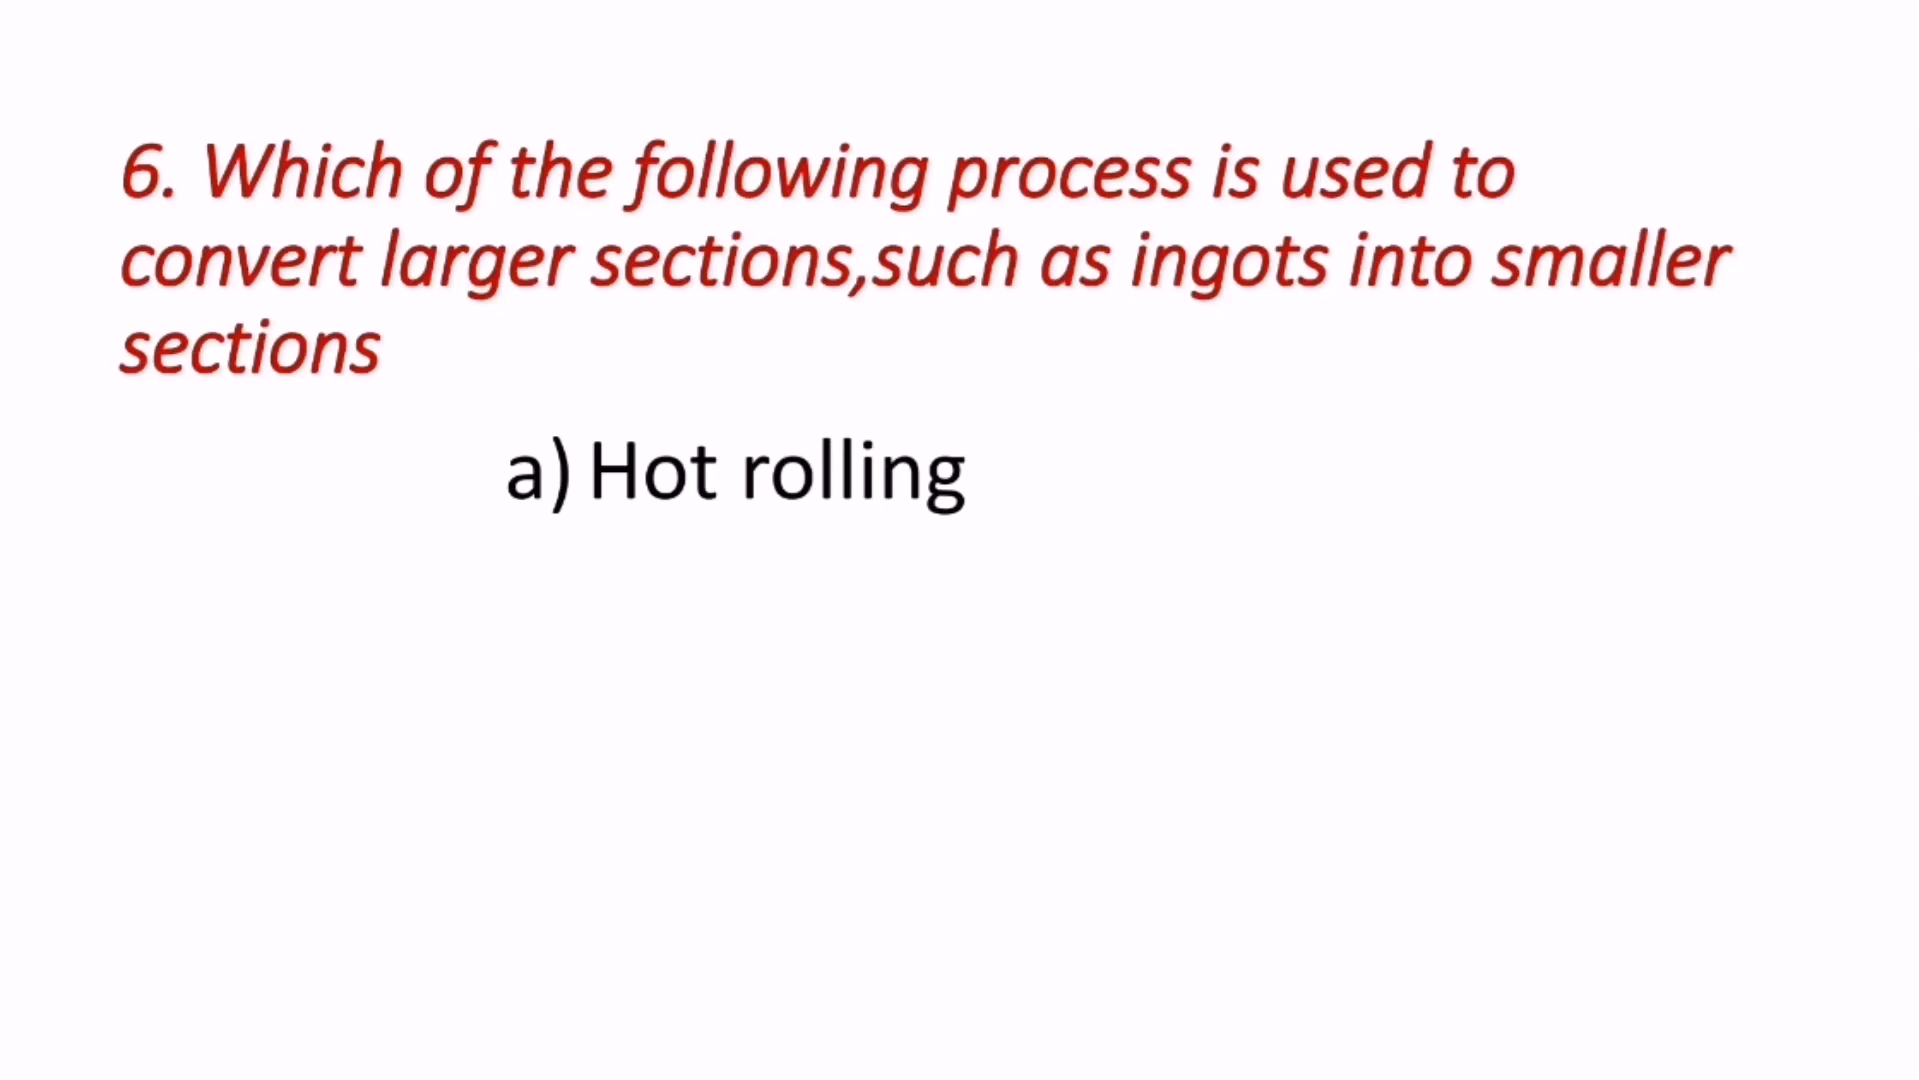 6. Which of the following process is used to
convert larger sections,such as ingots into smaller
sections
a) Hot rolling